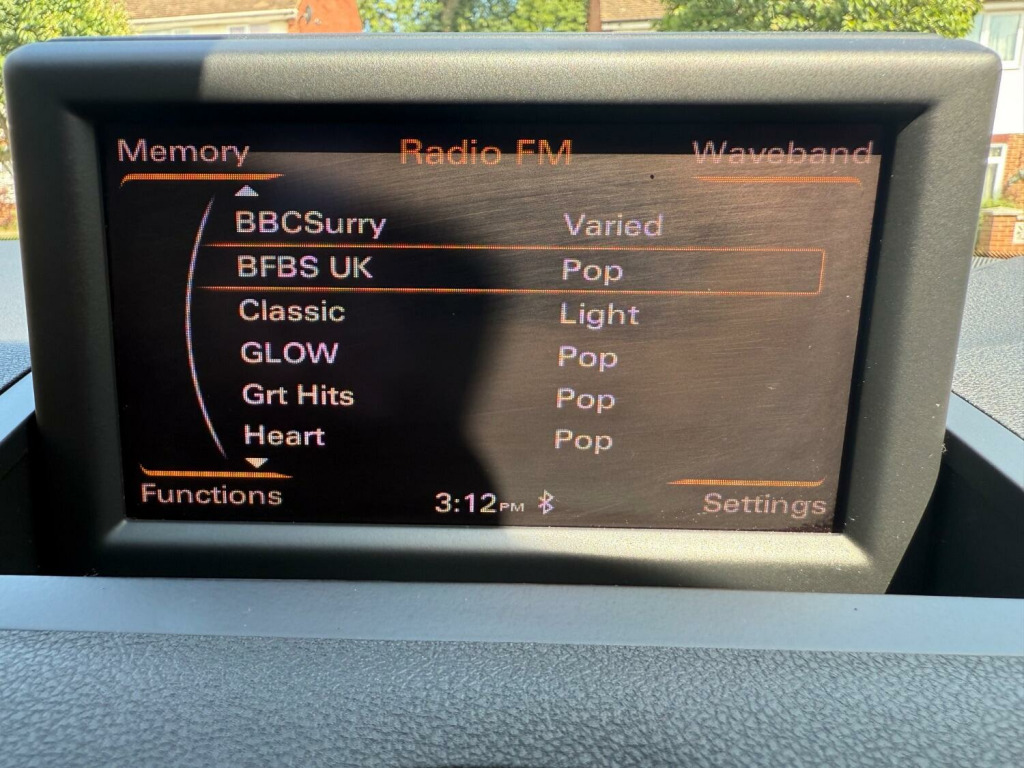 Memory Radio FM Waveband
BBCSurry Varied
BFBS UK Pop
Classic Light
GLOW Pop
Grt Hits Pop
Heart Pop
Functions 3:12PM Settings